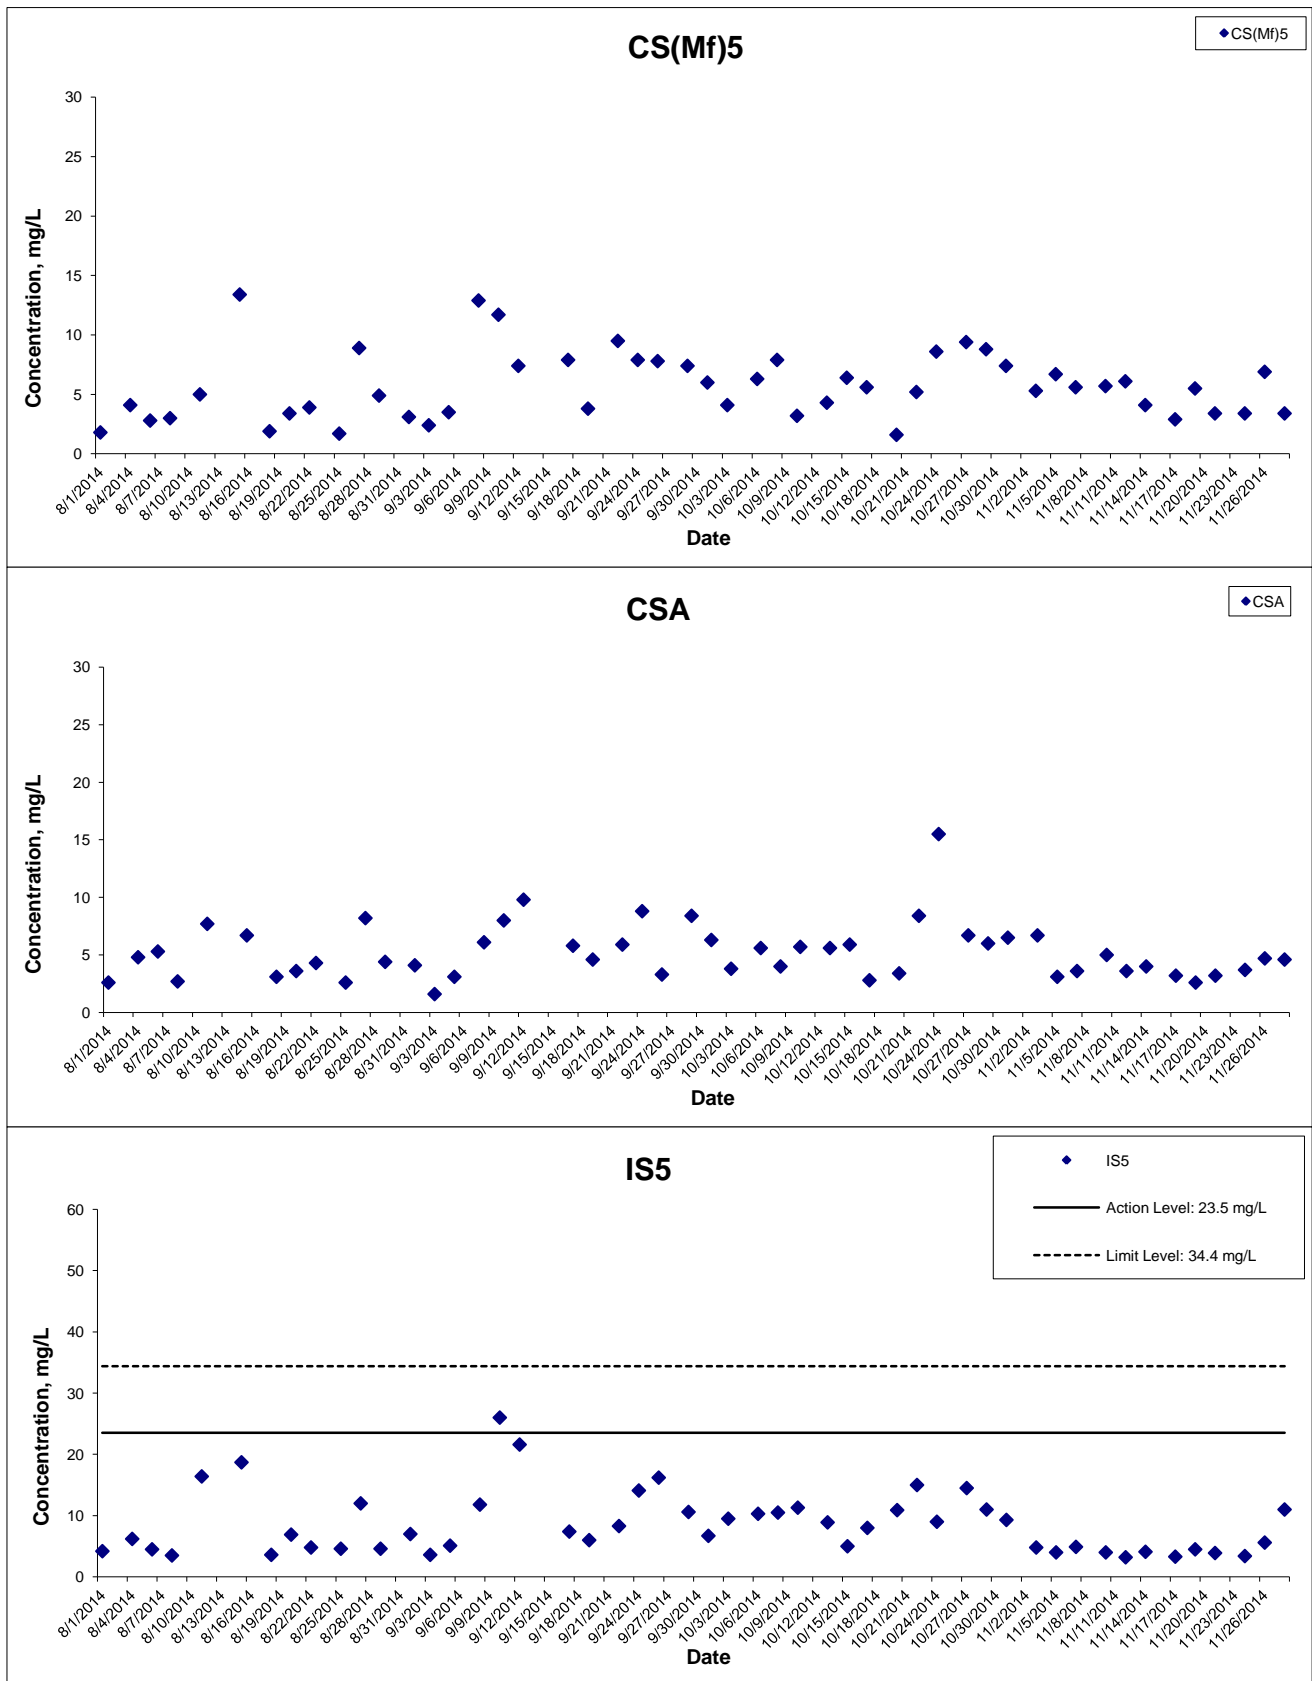 CS(Mf)5
CS(Mf)5
Concentration, mg/L
30
25
20
15
10
5
0
8/1/2014 8/4/2014 8/7/2014 8/10/2014 8/13/2014 8/16/2014 8/19/2014 8/22/2014 8/25/2014 8/28/2014 8/31/2014 9/3/2014 9/6/2014 9/9/2014 9/12/2014 9/15/2014 9/18/2014 9/21/2014 9/24/2014 9/27/2014 9/30/2014 10/3/2014 10/6/2014 10/9/2014 10/12/2014 10/15/2014 10/18/2014 10/21/2014 10/24/2014 10/27/2014 10/30/2014 11/2/2014 11/5/2014 11/8/2014 11/11/2014 11/14/2014 11/17/2014 11/20/2014 11/23/2014 11/26/2014
Date
CSA
CSA
Concentration, mg/L
30
25
20
15
10
5
0
8/1/2014 8/4/2014 8/7/2014 8/10/2014 8/13/2014 8/16/2014 8/19/2014 8/22/2014 8/25/2014 8/28/2014 8/31/2014 9/3/2014 9/6/2014 9/9/2014 9/12/2014 9/15/2014 9/18/2014 9/21/2014 9/24/2014 9/27/2014 9/30/2014 10/3/2014 10/6/2014 10/9/2014 10/12/2014 10/15/2014 10/18/2014 10/21/2014 10/24/2014 10/27/2014 10/30/2014 11/2/2014 11/5/2014 11/8/2014 11/11/2014 11/14/2014 11/17/2014 11/20/2014 11/23/2014 11/26/2014
Date
IS5
IS5
Action Level: 23.5 mg/L
Limit Level: 34.4 mg/L
Concentration, mg/L
60
50
40
30
20
10
0
8/1/2014 8/4/2014 8/7/2014 8/10/2014 8/13/2014 8/16/2014 8/19/2014 8/22/2014 8/25/2014 8/28/2014 8/31/2014 9/3/2014 9/6/2014 9/9/2014 9/12/2014 9/15/2014 9/18/2014 9/21/2014 9/24/2014 9/27/2014 9/30/2014 10/3/2014 10/6/2014 10/9/2014 10/12/2014 10/15/2014 10/18/2014 10/21/2014 10/24/2014 10/27/2014 10/30/2014 11/2/2014 11/5/2014 11/8/2014 11/11/2014 11/14/2014 11/17/2014 11/20/2014 11/23/2014 11/26/2014
Date